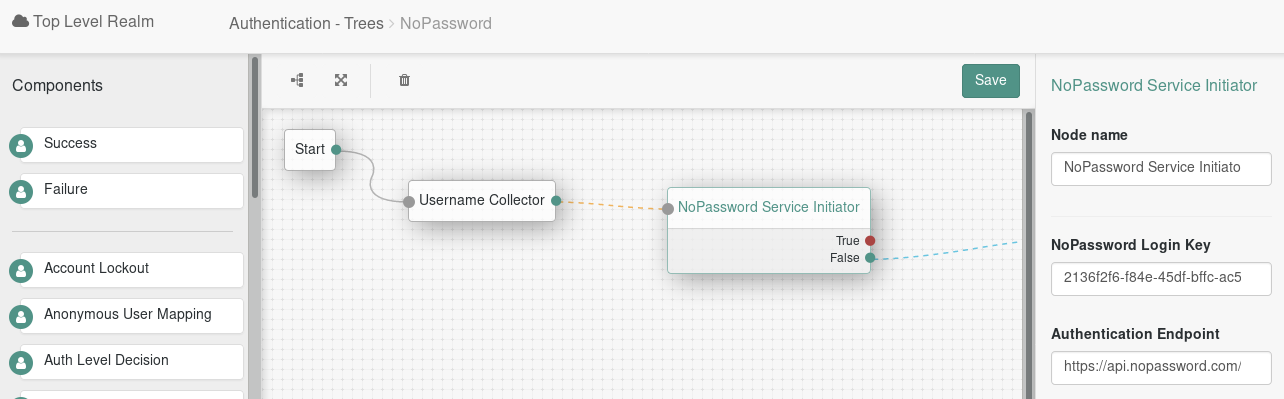 Top Level Realm
Authentication - Trees > NoPassword
Components
Success
Failure
Account Lockout
Anonymous User Mapping
Auth Level Decision
Save
Start
Username Collector
NoPassword Service Initiator
True
False
NoPassword Service Initiator
Node name
NoPassword Service Initiato
NoPassword Login Key
2136f2f6-f84e-45df-bffc-ac5
Authentication Endpoint
https://api.nopassword.com/